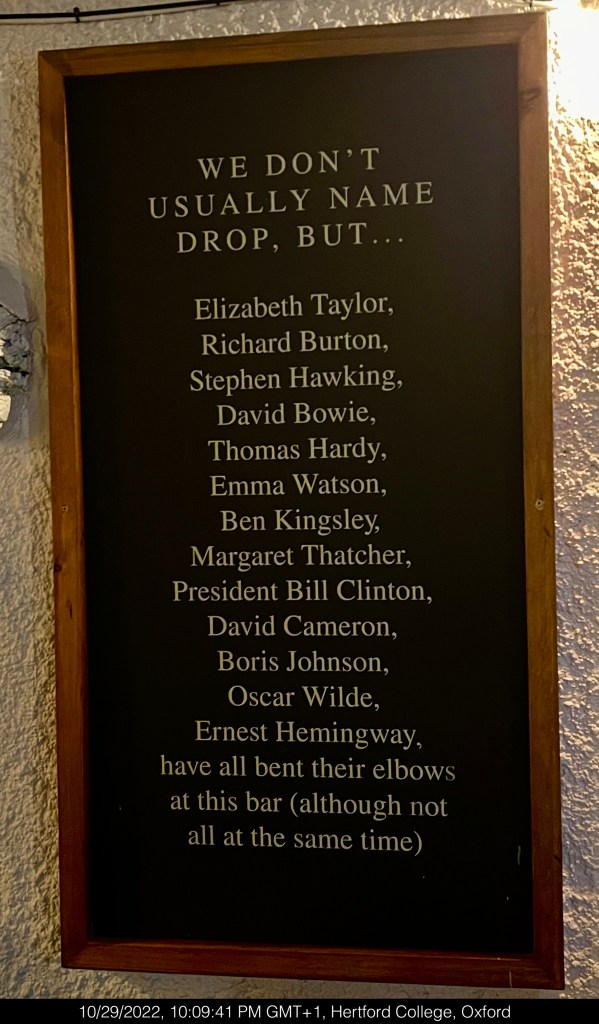 WE DON'T
USUALLY NAME
DROP, BUT...
Elizabeth Taylor,
Richard Burton,
Stephen Hawking,
David Bowie,
Thomas Hardy,
Emma Watson,
Ben Kingsley,
Margaret Thatcher,
President Bill Clinton,
David Cameron,
Boris Johnson,
Oscar Wilde,
Ernest Hemingway,
have all bent their elbows
at this bar (although not
all at the same time)
10/29/2022, 10:09:41 PM GMT+1, Hertford College, Oxford